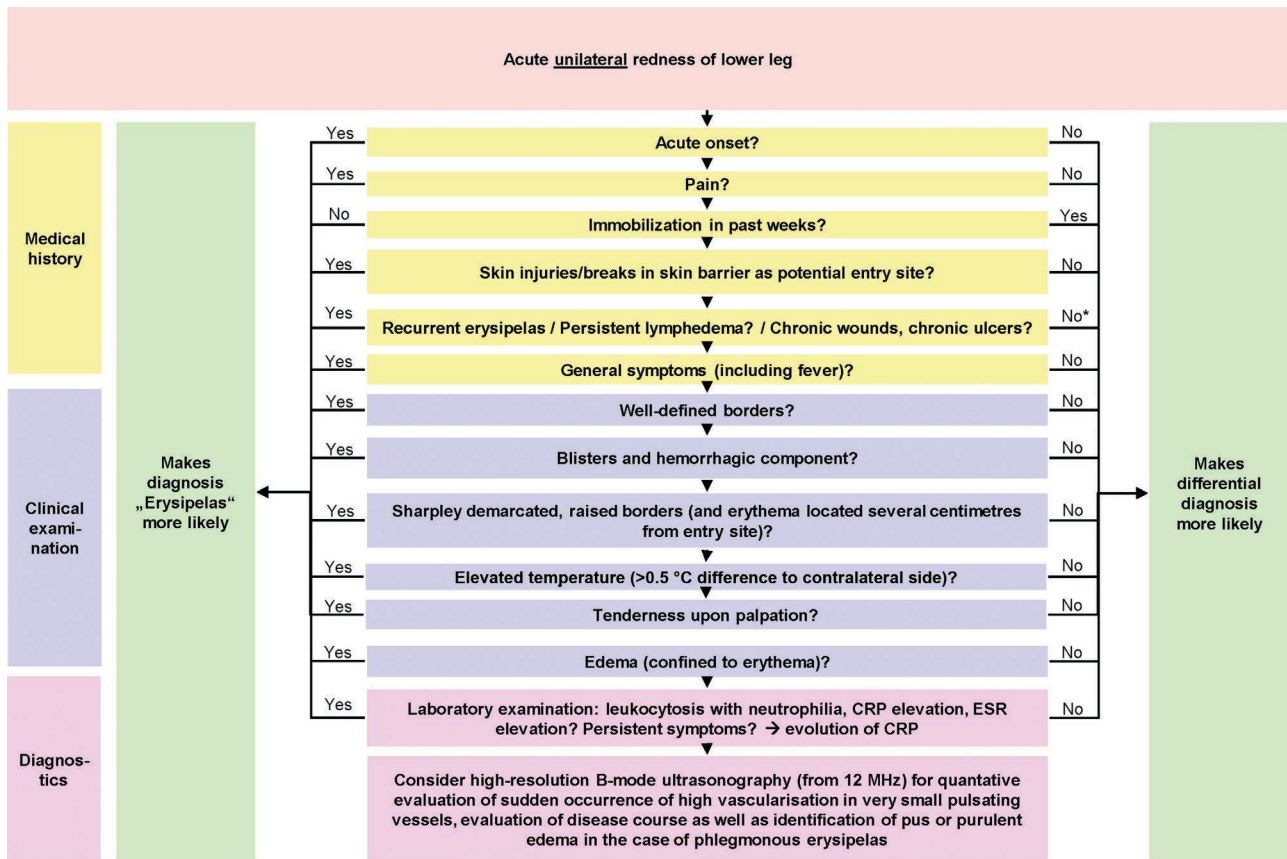 Acute unilateral redness of lower leg
Yes
Acute onset?
No
Yes
Pain?
No
No
Immobilization in past weeks?
Yes
Medical
history
Yes
Skin injuries/breaks in skin barrier as potential entry site?
No
Yes
Recurrent erysipelas / Persistent lymphedema? / Chronic wounds, chronic ulcers?
No*
Yes
General symptoms (including fever)?
No
Yes
Well-defined borders?
No
Yes
Blisters and hemorrhagic component?
No
Makes
diagnosis
„Erysipelas“
more likely
Makes
differential
diagnosis
more likely
Clinical
exami-
nation
Yes
Sharpley demarcated, raised borders (and erythema located several centimetres
from entry site)?
No
Yes
Elevated temperature (>0.5 °C difference to contralateral side)?
No
Yes
Tenderness upon palpation?
No
Yes
Edema (confined to erythema)?
No
Yes
Laboratory examination: leukocytosis with neutrophilia, CRP elevation, ESR
elevation? Persistent symptoms? → evolution of CRP
No
Diagnos-
tics
Consider high-resolution B-mode ultrasonography (from 12 MHz) for quantative
evaluation of sudden occurrence of high vascularisation in very small pulsating
vessels, evaluation of disease course as well as identification of pus or purulent
edema in the case of phlegmonous erysipelas